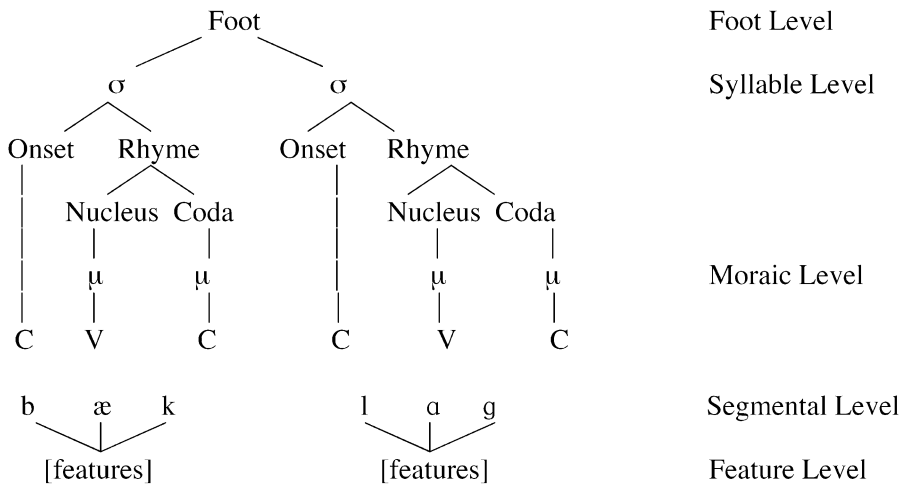 Foot Foot Level
σ σ Syllable Level
Onset Rhyme Onset Rhyme
Nucleus Coda Nucleus Coda
μ μ μ μ Moraic Level
C V C C V C
b æ k l ɑ ɡ Segmental Level
[features] [features] Feature Level